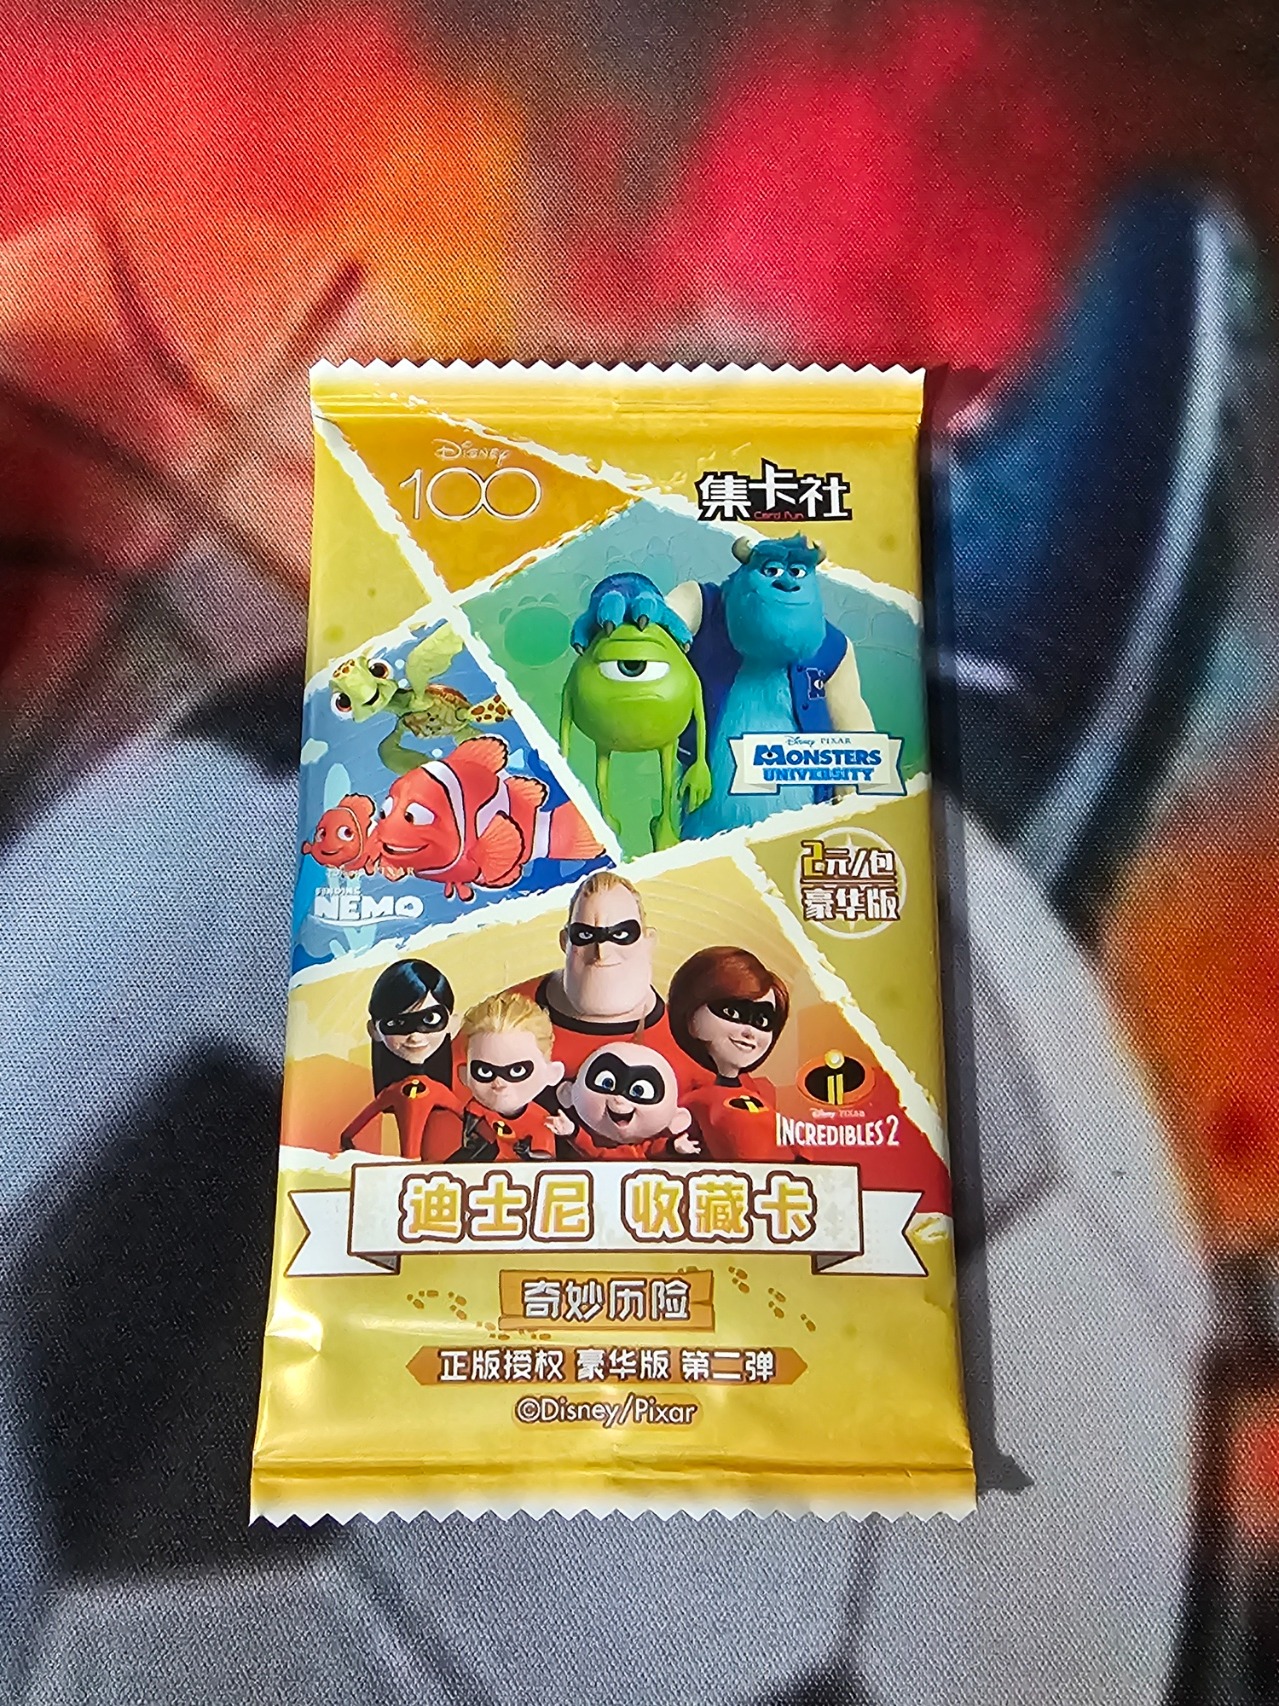 Disney
100
集卡社
Card Fun
Disney PIXAR
MONSTERS
UNIVERSITY
2元/包
豪华版
DISNEY PIXAR
FINDING
NEMO
Disney PIXAR
INCREDIBLES 2
迪士尼 收藏卡
奇妙历险
正版授权 豪华版 第二弹
©Disney/Pixar